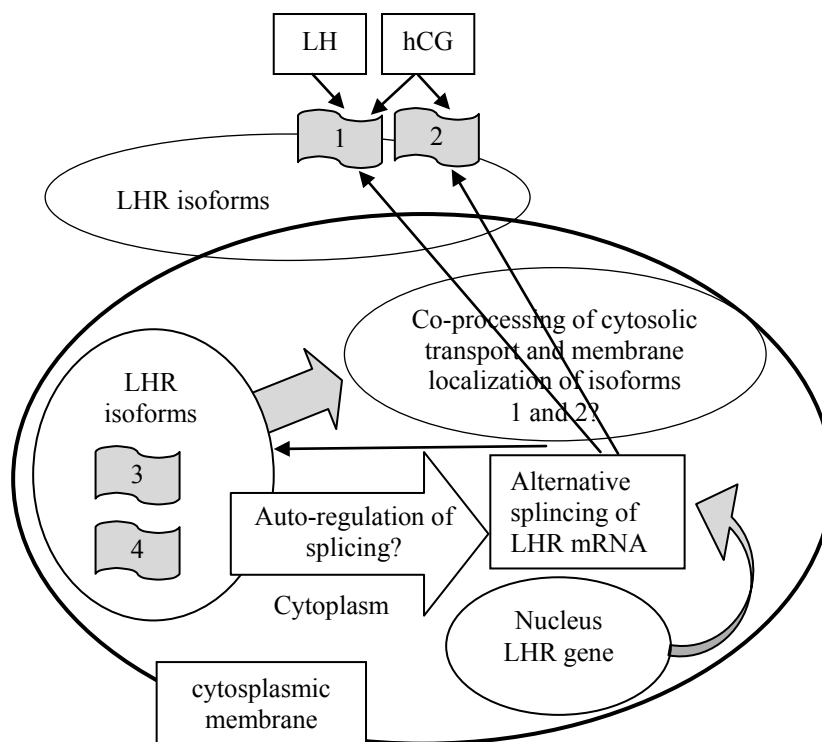 LH
hCG
1
2
LHR isoforms
Co-processing of cytosolic
transport and membrane
localization of isoforms
1 and 2?
LHR
isoforms
3
4
Auto-regulation of
splicing?
Alternative
splincing of
LHR mRNA
Cytoplasm
Nucleus
LHR gene
cytosplasmic
membrane